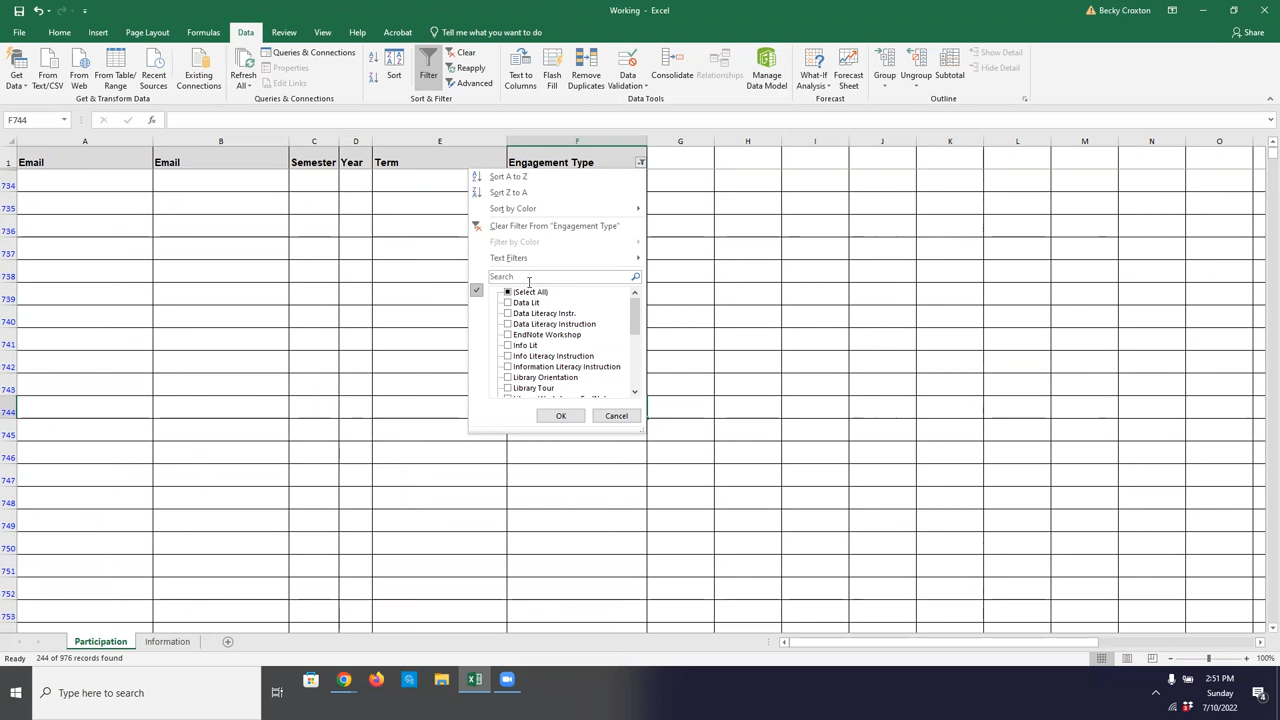 Working - Excel
Becky Croxton
File Home Insert Page Layout Formulas Data Review View Help Acrobat Tell me what you want to do Share
Get Data From Text/CSV From Web From Table/ Range Recent Sources Existing Connections
Get & Transform Data
Refresh All Queries & Connections Properties Edit Links
Queries & Connections
Sort Filter Clear Reapply Advanced
Sort & Filter
Text to Columns Flash Fill Remove Duplicates Data Validation Consolidate Relationships Manage Data Model
Data Tools
What-If Analysis Forecast Sheet
Forecast
Group Ungroup Subtotal Show Detail Hide Detail
Outline
F744 fx
A B C D E F G H I J K L M N O
1 Email Email Semester Year Term Engagement Type
734
735
736
737
738
739
740
741
742
743
744
745
746
747
748
749
750
751
752
753
Sort A to Z
Sort Z to A
Sort by Color
Clear Filter From "Engagement Type"
Filter by Color
Text Filters
Search
(Select All)
Data Lit
Data Literacy Instr.
Data Literacy Instruction
EndNote Workshop
Info Lit
Info Literacy Instruction
Information Literacy Instruction
Library Orientation
Library Tour
OK Cancel
Participation Information
Ready 244 of 976 records found 100%
Type here to search
2:51 PM
Sunday
7/10/2022
4